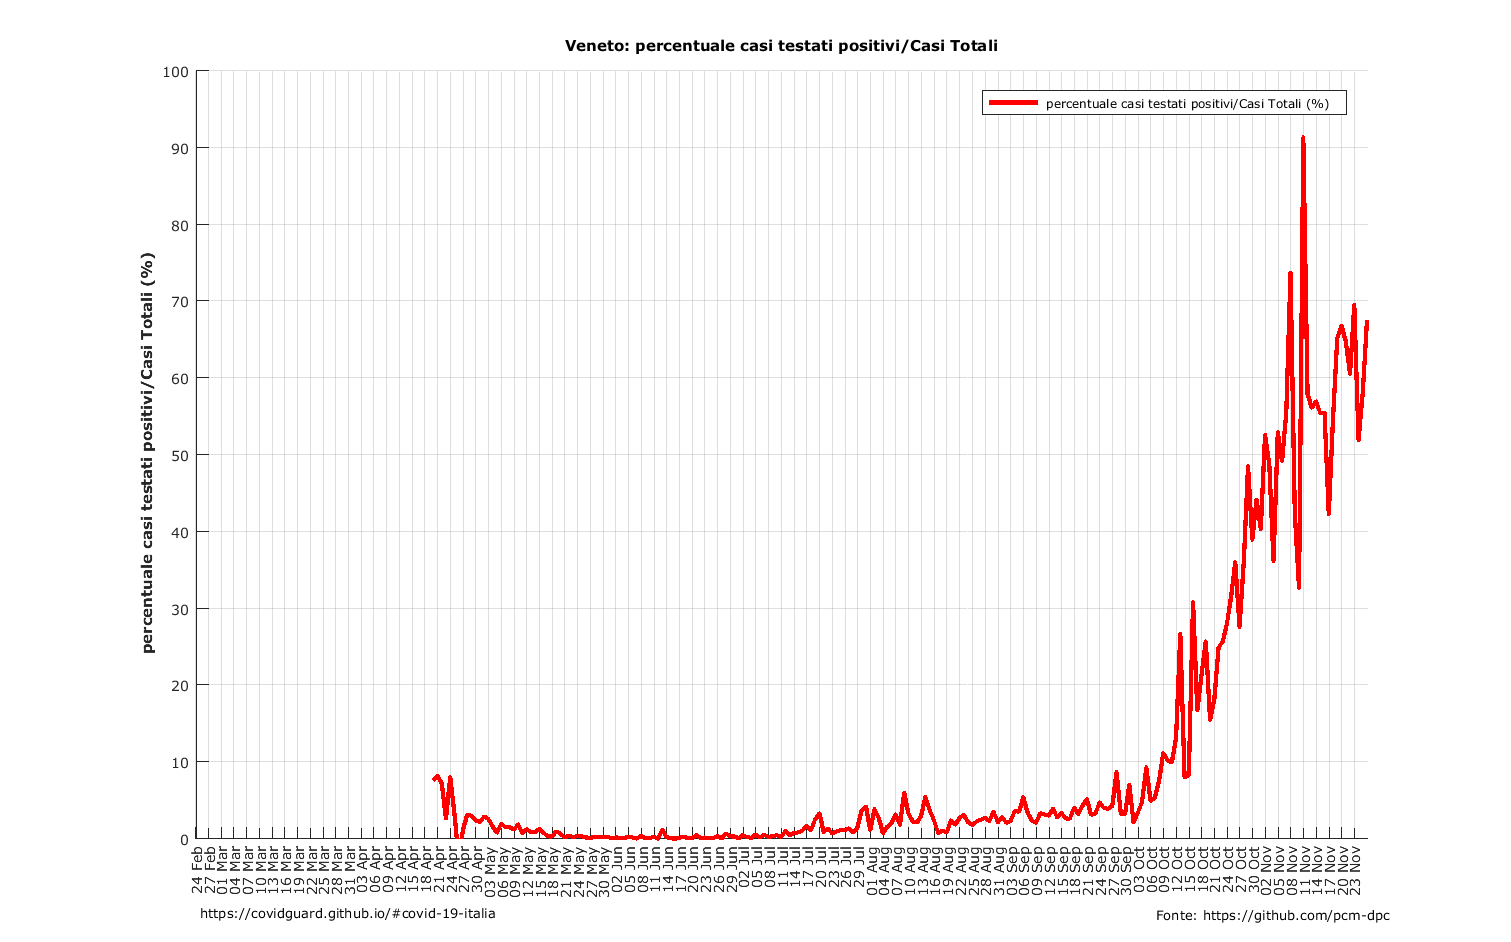 Veneto: percentuale casi testati positivi/Casi Totali
percentuale casi testati positivi/Casi Totali (%)
percentuale casi testati positivi/Casi Totali (%)
100
90
80
70
60
50
40
30
20
10
0
24 Feb
27 Feb
01 Mar
04 Mar
07 Mar
10 Mar
13 Mar
16 Mar
19 Mar
22 Mar
25 Mar
28 Mar
31 Mar
03 Apr
06 Apr
09 Apr
12 Apr
15 Apr
18 Apr
21 Apr
24 Apr
27 Apr
30 Apr
03 May
06 May
09 May
12 May
15 May
18 May
21 May
24 May
27 May
30 May
02 Jun
05 Jun
08 Jun
11 Jun
14 Jun
17 Jun
20 Jun
23 Jun
26 Jun
29 Jun
02 Jul
05 Jul
08 Jul
11 Jul
14 Jul
17 Jul
20 Jul
23 Jul
26 Jul
29 Jul
01 Aug
04 Aug
07 Aug
10 Aug
13 Aug
16 Aug
19 Aug
22 Aug
25 Aug
28 Aug
31 Aug
03 Sep
06 Sep
09 Sep
12 Sep
15 Sep
18 Sep
21 Sep
24 Sep
27 Sep
30 Sep
03 Oct
06 Oct
09 Oct
12 Oct
15 Oct
18 Oct
21 Oct
24 Oct
27 Oct
30 Oct
02 Nov
05 Nov
08 Nov
11 Nov
14 Nov
17 Nov
20 Nov
23 Nov
https://covidguard.github.io/#covid-19-italia
Fonte: https://github.com/pcm-dpc